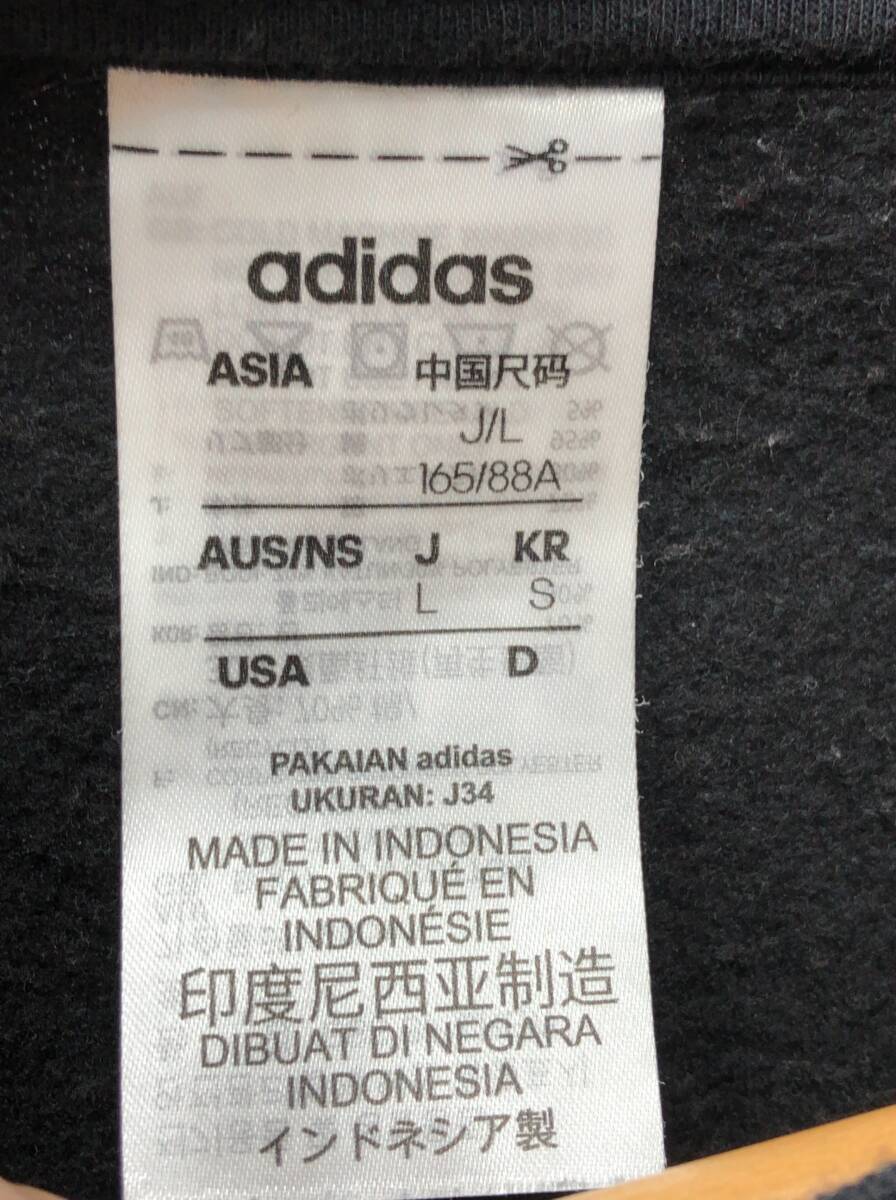 adidas
ASIA 中国尺码
J/L
165/88A
AUS/NS J KR
L S
USA D
PAKAIAN adidas
UKURAN: J34
MADE IN INDONESIA
FABRIQUÉ EN
INDONÉSIE
印度尼西亚制造
DIBUAT DI NEGARA
INDONESIA
インドネシア製